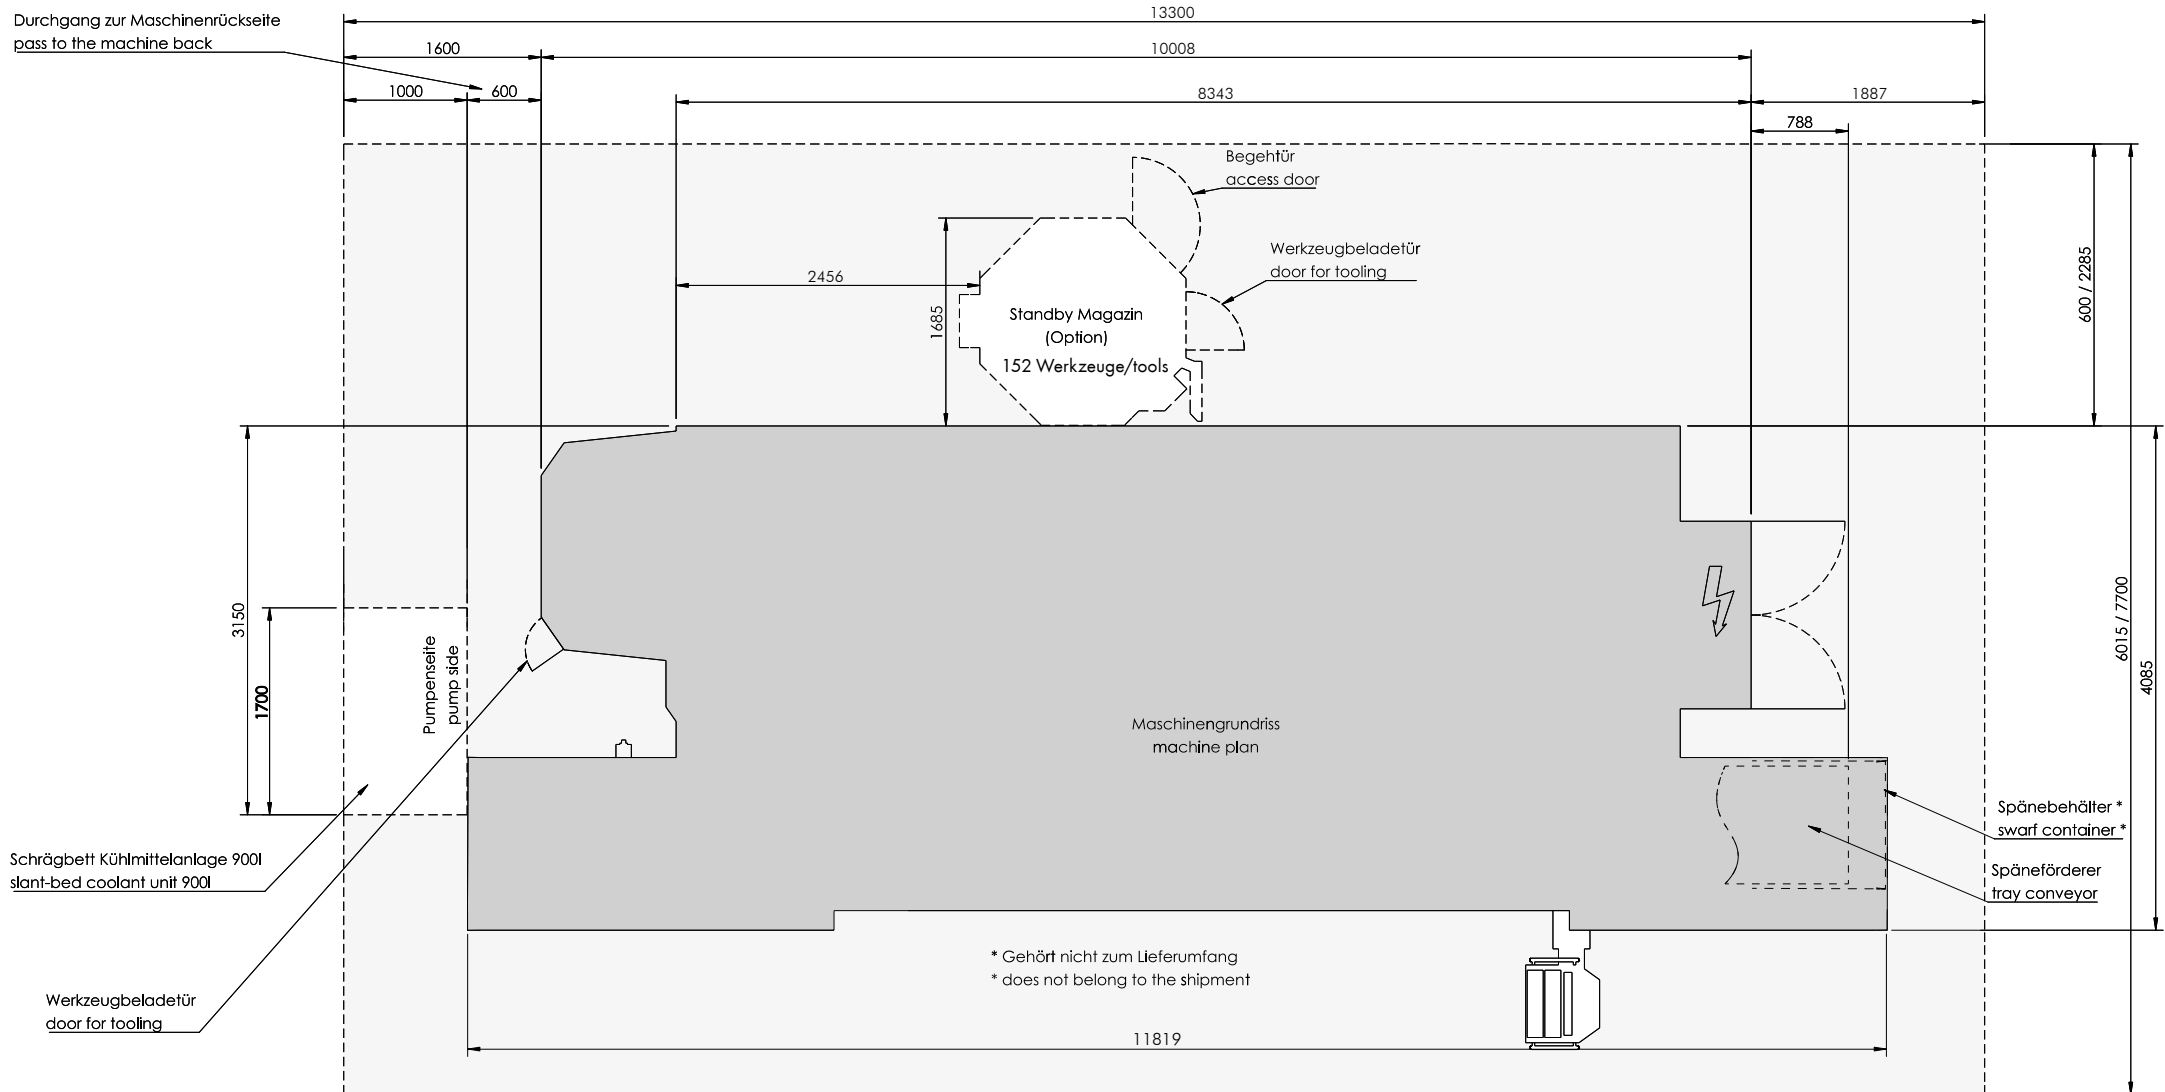 Durchgang zur Maschinenrückseite
pass to the machine back
13300
1600
10008
1000
600
8343
1887
788
Begehtür
access door
Werkzeugbeladetür
door for tooling
2456
1685
Standby Magazin
(Option)
152 Werkzeuge/tools
600 / 2285
3150
1700
Pumpenseite
pump side
6015 / 7700
4085
Maschinengrundriss
machine plan
Schrägbett Kühlmittelanlage 900l
slant-bed coolant unit 900l
Spänebehälter *
swarf container *
Späneförderer
tray conveyor
* Gehört nicht zum Lieferumfang
* does not belong to the shipment
Werkzeugbeladetür
door for tooling
11819